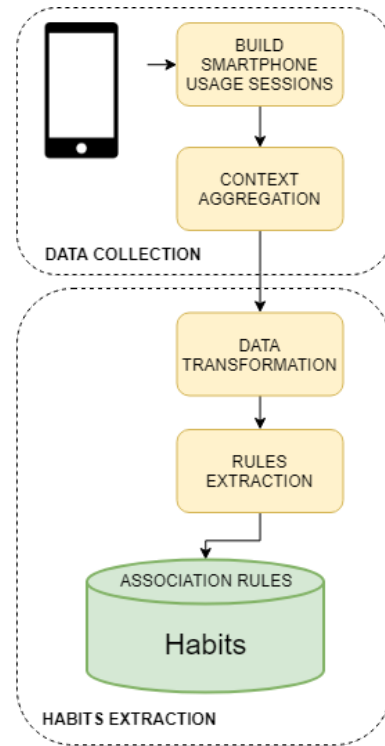 BUILD
SMARTPHONE
USAGE SESSIONS
CONTEXT
AGGREGATION
DATA COLLECTION
DATA
TRANSFORMATION
RULES
EXTRACTION
ASSOCIATION RULES
Habits
HABITS EXTRACTION